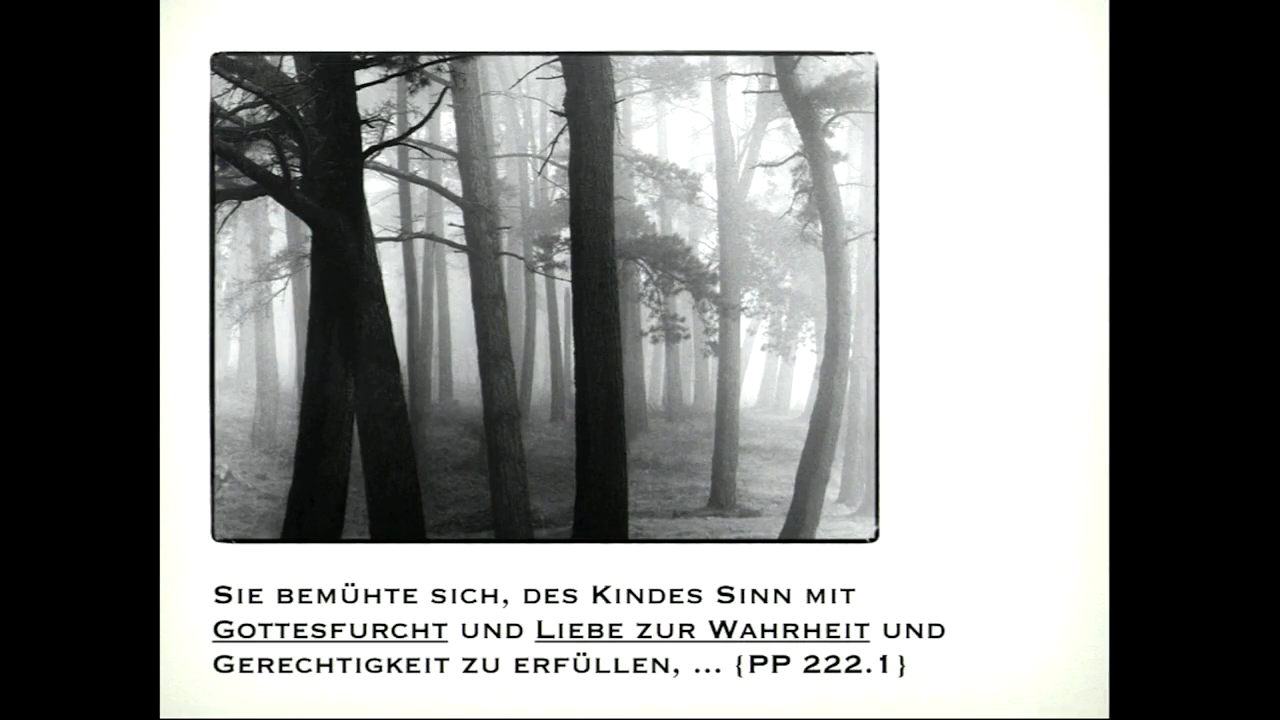 Sie bemühte sich, des Kindes Sinn mit
Gottesfurcht und Liebe zur Wahrheit und
Gerechtigkeit zu erfüllen, ... {PP 222.1}